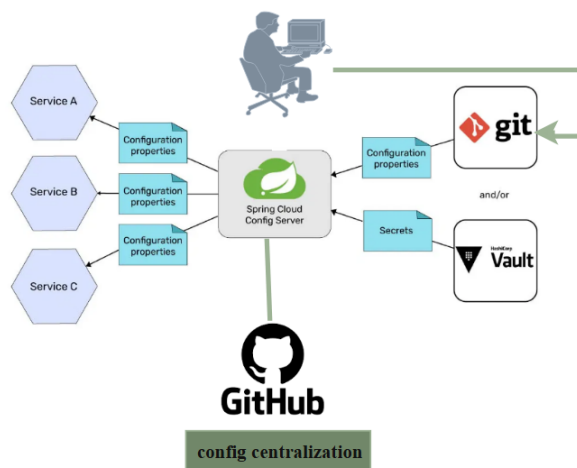 Service A
Configuration
properties
git
Configuration
properties
and/or
Service B
Configuration
properties
Spring Cloud
Config Server
Secrets
HashiCorp
Vault
Configuration
properties
Service C
GitHub
config centralization